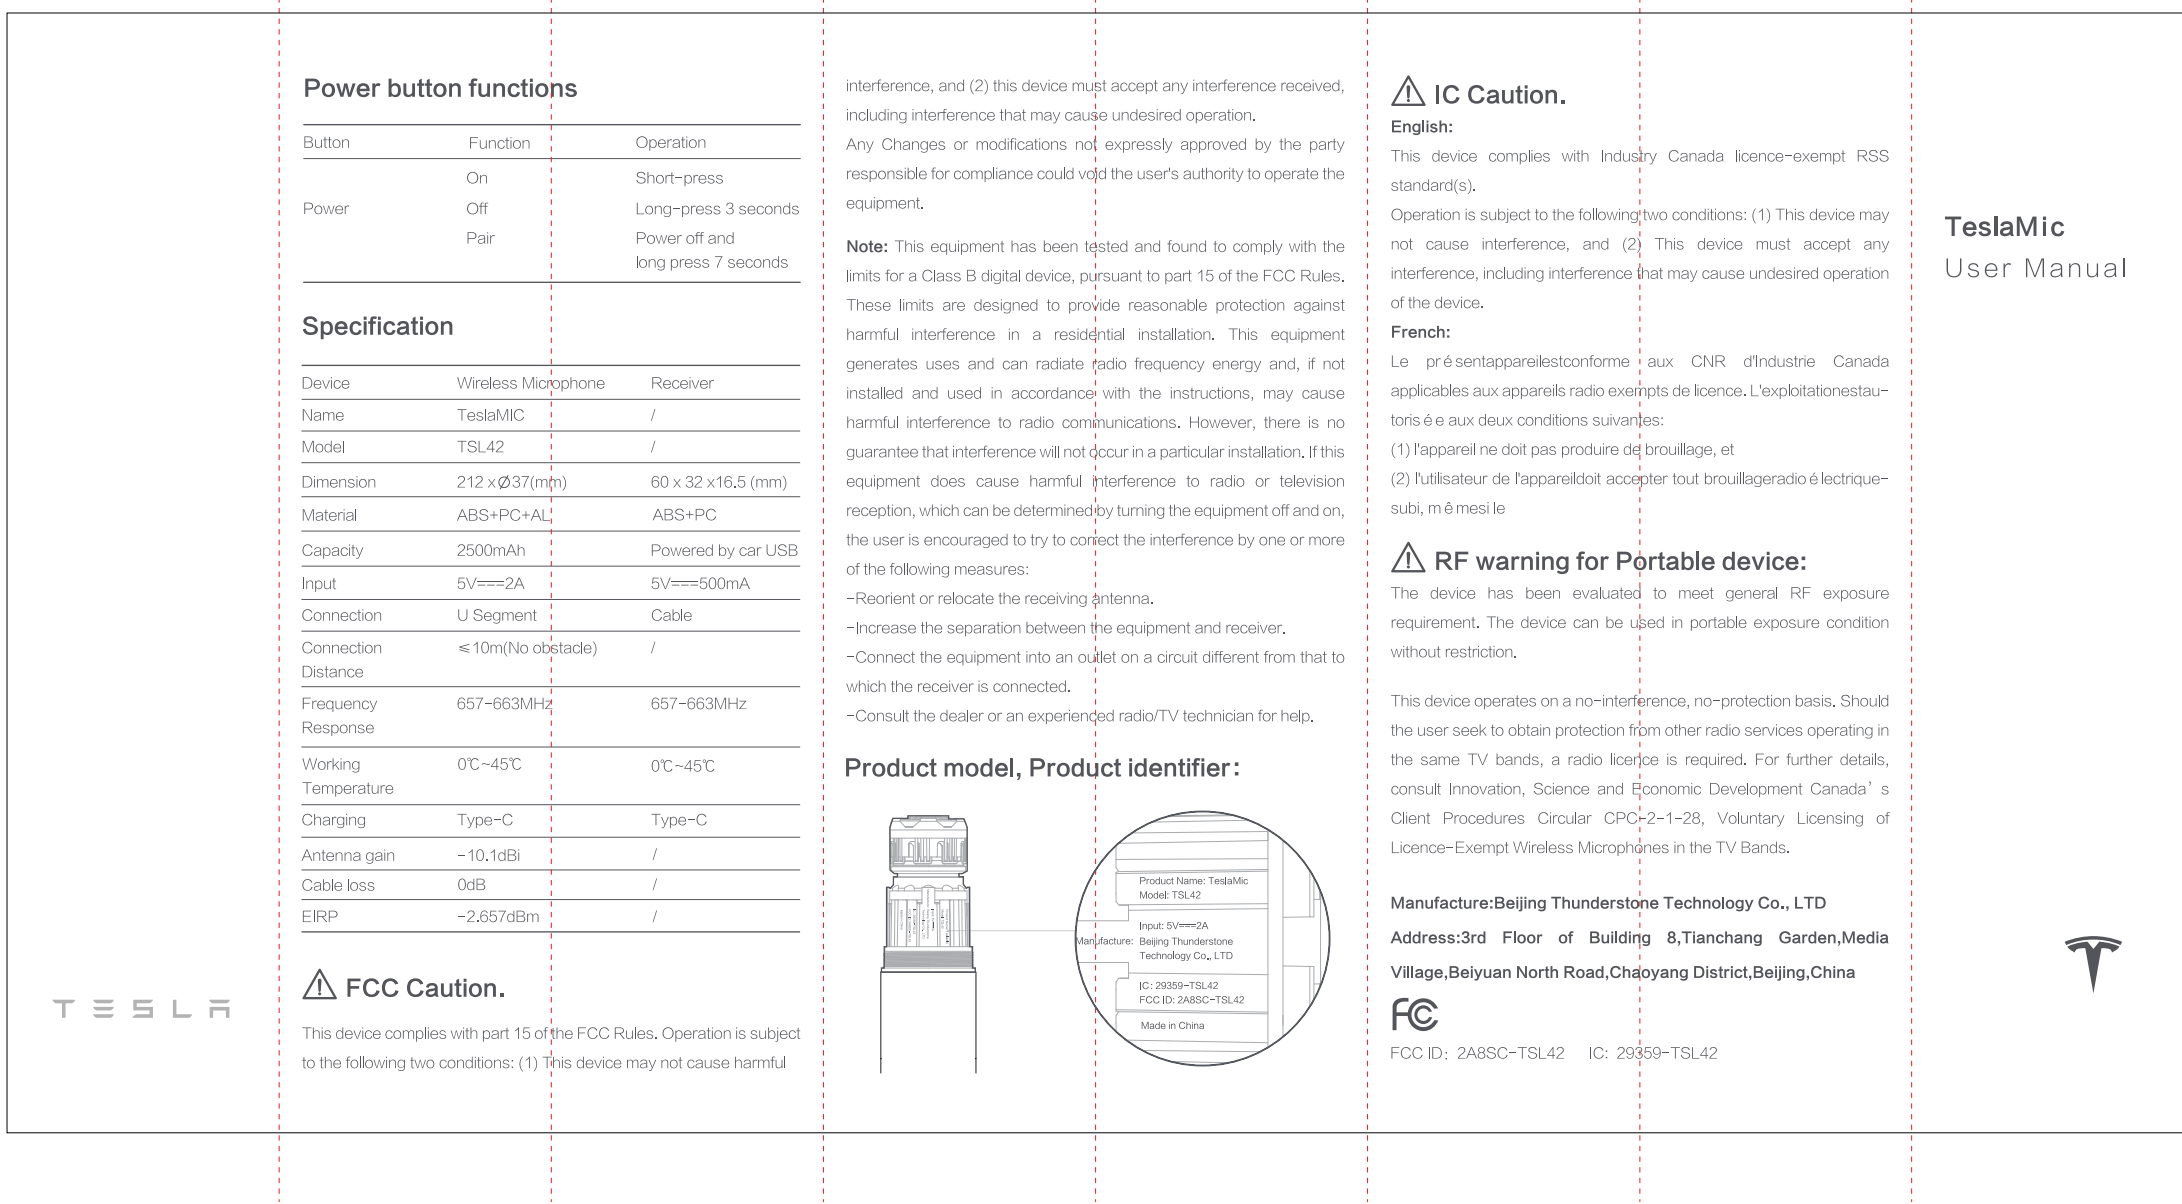 TESLA
Power button functions
Button Function Operation
On Short-press
Power Off Long-press 3 seconds
Pair Power off and
long press 7 seconds
Specification
Device Wireless Microphone Receiver
Name TeslaMIC /
Model TSL42 /
Dimension 212 xØ37(mm) 60 x 32 x16.5 (mm)
Material ABS+PC+AL ABS+PC
Capacity 2500mAh Powered by car USB
Input 5V⎓2A 5V⎓500mA
Connection U Segment Cable
Connection ≤10m(No obstacle) /
Distance
Frequency 657-663MHz 657-663MHz
Response
Working 0℃~45℃ 0℃~45℃
Temperature
Charging Type-C Type-C
Antenna gain -10.1dBi /
Cable loss 0dB /
EIRP -2.657dBm /
FCC Caution.
This device complies with part 15 of the FCC Rules. Operation is subject
to the following two conditions: (1) This device may not cause harmful
interference, and (2) this device must accept any interference received,
including interference that may cause undesired operation.
Any Changes or modifications not expressly approved by the party
responsible for compliance could void the user's authority to operate the
equipment.
Note: This equipment has been tested and found to comply with the
limits for a Class B digital device, pursuant to part 15 of the FCC Rules.
These limits are designed to provide reasonable protection against
harmful interference in a residential installation. This equipment
generates uses and can radiate radio frequency energy and, if not
installed and used in accordance with the instructions, may cause
harmful interference to radio communications. However, there is no
guarantee that interference will not occur in a particular installation. If this
equipment does cause harmful interference to radio or television
reception, which can be determined by turning the equipment off and on,
the user is encouraged to try to correct the interference by one or more
of the following measures:
-Reorient or relocate the receiving antenna.
-Increase the separation between the equipment and receiver.
-Connect the equipment into an outlet on a circuit different from that to
which the receiver is connected.
-Consult the dealer or an experienced radio/TV technician for help.
Product model, Product identifier:
Product Name: TeslaMic
Model: TSL42
Input: 5V⎓2A
Manufacture: Beijing Thunderstone
Technology Co., LTD
IC: 29359-TSL42
FCC ID: 2A8SC-TSL42
Made in China
IC Caution.
English:
This device complies with Industry Canada licence-exempt RSS
standard(s).
Operation is subject to the following two conditions: (1) This device may
not cause interference, and (2) This device must accept any
interference, including interference that may cause undesired operation
of the device.
French:
Le pr é sentappareilestconforme aux CNR d'Industrie Canada
applicables aux appareils radio exempts de licence. L'exploitationestau-
toris é e aux deux conditions suivantes:
(1) l'appareil ne doit pas produire de brouillage, et
(2) l'utilisateur de l'appareildoit accepter tout brouillageradio é lectrique-
subi, m ê mesi le
RF warning for Portable device:
The device has been evaluated to meet general RF exposure
requirement. The device can be used in portable exposure condition
without restriction.
This device operates on a no-interference, no-protection basis. Should
the user seek to obtain protection from other radio services operating in
the same TV bands, a radio licence is required. For further details,
consult Innovation, Science and Economic Development Canada’ s
Client Procedures Circular CPC-2-1-28, Voluntary Licensing of
Licence-Exempt Wireless Microphones in the TV Bands.
Manufacture:Beijing Thunderstone Technology Co., LTD
Address:3rd Floor of Building 8,Tianchang Garden,Media
Village,Beiyuan North Road,Chaoyang District,Beijing,China
FC
FCC ID: 2A8SC-TSL42 IC: 29359-TSL42
TeslaMic
User Manual